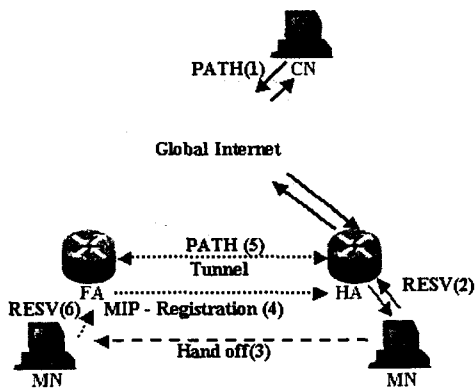 PATH(1) CN
Global Internet
PATH (5)
Tunnel
FA
HA
RESV(2)
RESV(6) MIP - Registration (4)
Hand off(3)
MN
MN